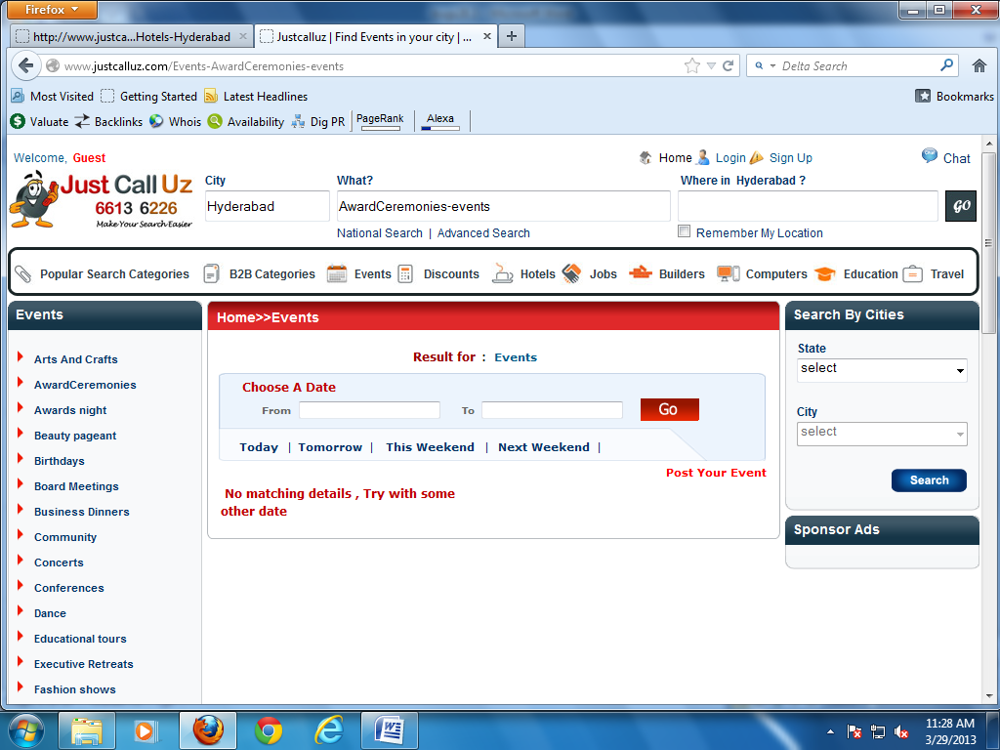 Firefox
http://www.justca...Hotels-Hyderabad
Justcalluz | Find Events in your city | ...
www.justcalluz.com/Events-AwardCeremonies-events
Delta Search
Most Visited Getting Started Latest Headlines Bookmarks
Valuate Backlinks Whois Availability Dig PR PageRank Alexa
Welcome, Guest
Home Login Sign Up Chat
Just Call Uz
6613 6226
Make Your Search Easier
City What? Where in Hyderabad ?
Hyderabad AwardCeremonies-events GO
National Search | Advanced Search Remember My Location
Popular Search Categories B2B Categories Events Discounts Hotels Jobs Builders Computers Education Travel
Events
Arts And Crafts
AwardCeremonies
Awards night
Beauty pageant
Birthdays
Board Meetings
Business Dinners
Community
Concerts
Conferences
Dance
Educational tours
Executive Retreats
Fashion shows
Home>>Events
Result for : Events
Choose A Date
From To Go
Today | Tomorrow | This Weekend | Next Weekend |
Post Your Event
No matching details , Try with some
other date
Search By Cities
State
select
City
select
Search
Sponsor Ads
11:28 AM
3/29/2013